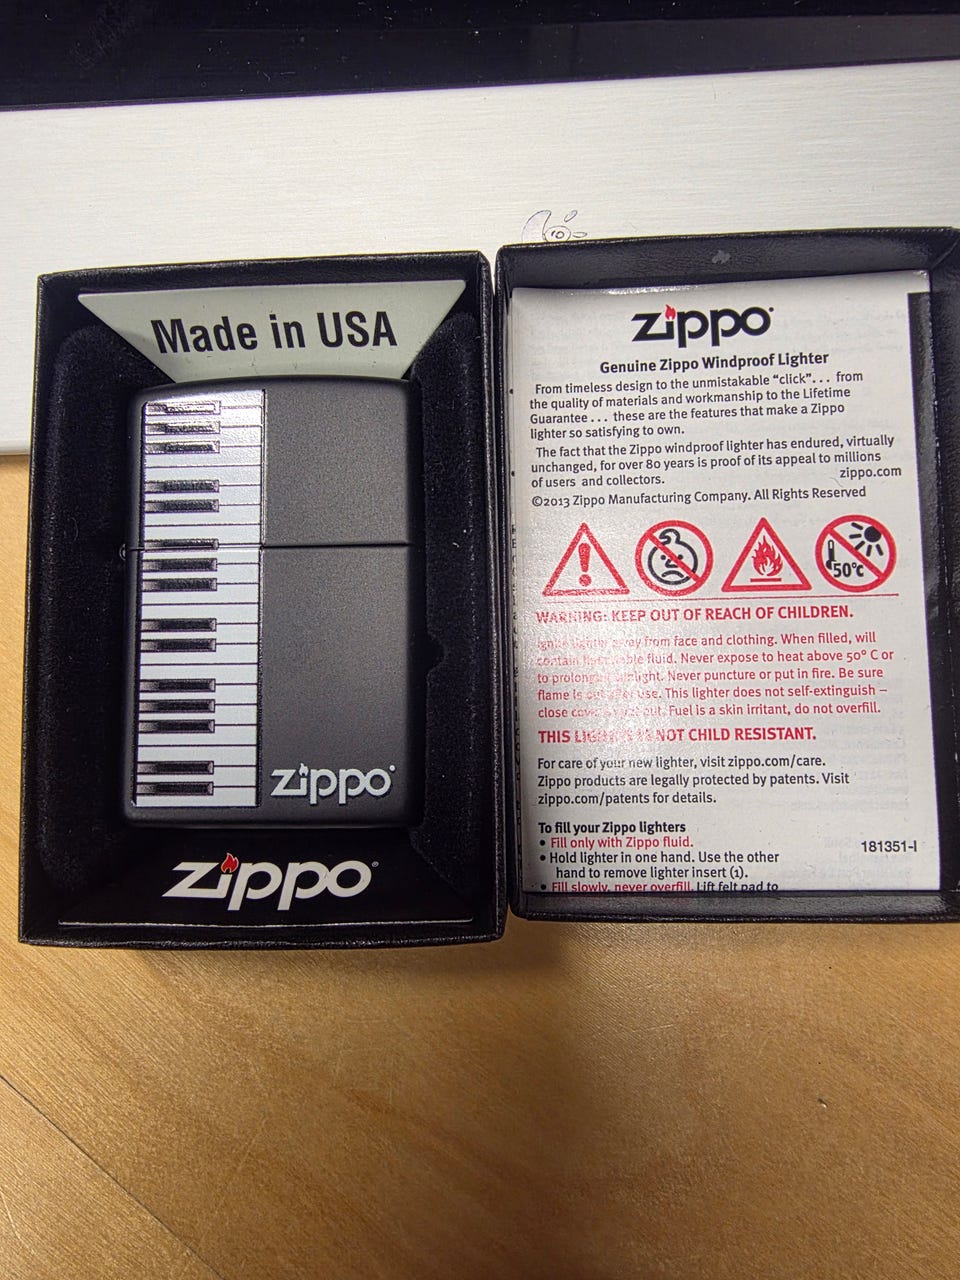 Made in USA
zippo
zippo®
zippo®
Genuine Zippo Windproof Lighter
From timeless design to the unmistakable “click”... from
the quality of materials and workmanship to the Lifetime
Guarantee... these are the features that make a Zippo
lighter so satisfying to own.
The fact that the Zippo windproof lighter has endured, virtually
unchanged, for over 80 years is proof of its appeal to millions
of users and collectors.
zippo.com
©2013 Zippo Manufacturing Company. All Rights Reserved
50°C
WARNING: KEEP OUT OF REACH OF CHILDREN.
away from face and clothing. When filled, will
contain fluid. Never expose to heat above 50° C or
to prolonged sunlight. Never puncture or put in fire. Be sure
flame is out after use. This lighter does not self-extinguish –
close cover to put out. Fuel is a skin irritant, do not overfill.
THIS LIGHTER IS NOT CHILD RESISTANT.
For care of your new lighter, visit zippo.com/care.
Zippo products are legally protected by patents. Visit
zippo.com/patents for details.
To fill your Zippo lighters
• Fill only with Zippo fluid.
• Hold lighter in one hand. Use the other
hand to remove lighter insert (1).
• Fill slowly, never overfill. Lift felt pad to
181351-I